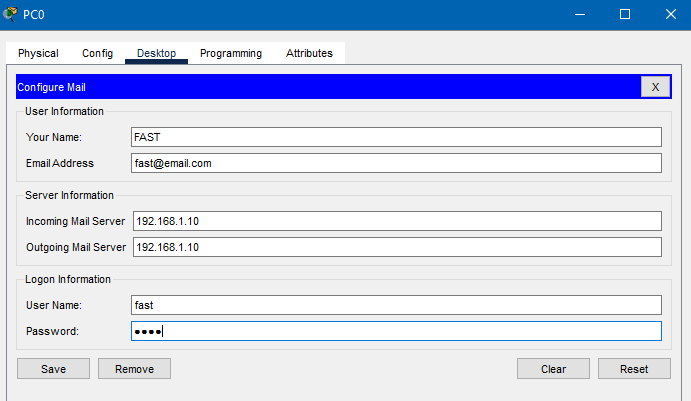 PC0
Physical Config Desktop Programming Attributes
Configure Mail X
User Information
Your Name: FAST
Email Address fast@email.com
Server Information
Incoming Mail Server 192.168.1.10
Outgoing Mail Server 192.168.1.10
Logon Information
User Name: fast
Password: ●●●●
Save Remove Clear Reset